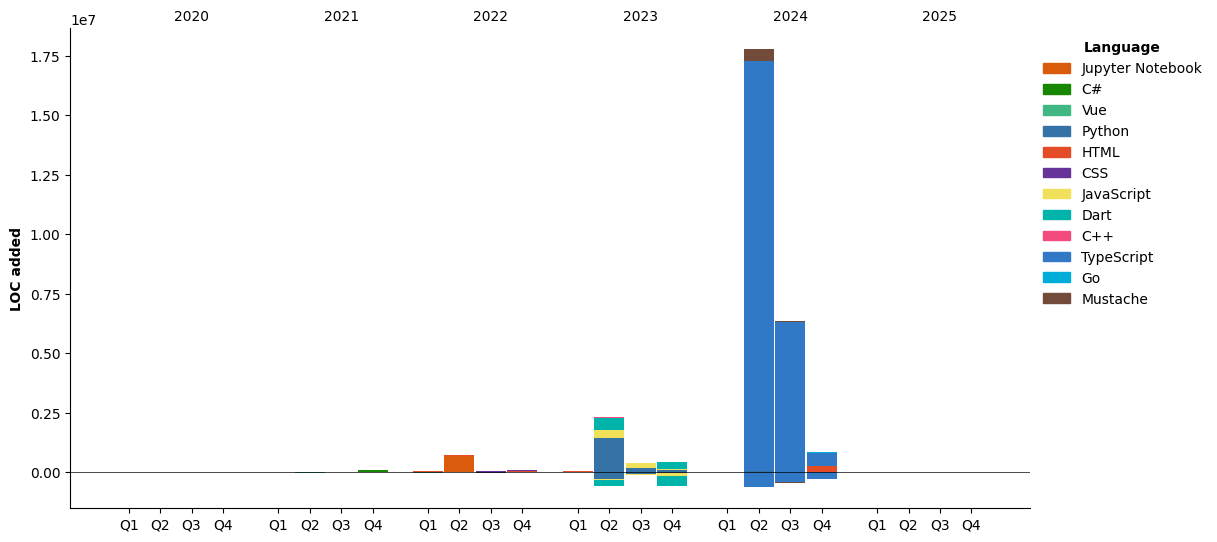 2020 2021 2022 2023 2024 2025
1e7
1.75
1.50
1.25
1.00
0.75
0.50
0.25
0.00
LOC added
Q1 Q2 Q3 Q4 Q1 Q2 Q3 Q4 Q1 Q2 Q3 Q4 Q1 Q2 Q3 Q4 Q1 Q2 Q3 Q4 Q1 Q2 Q3 Q4
Language
Jupyter Notebook
C#
Vue
Python
HTML
CSS
JavaScript
Dart
C++
TypeScript
Go
Mustache